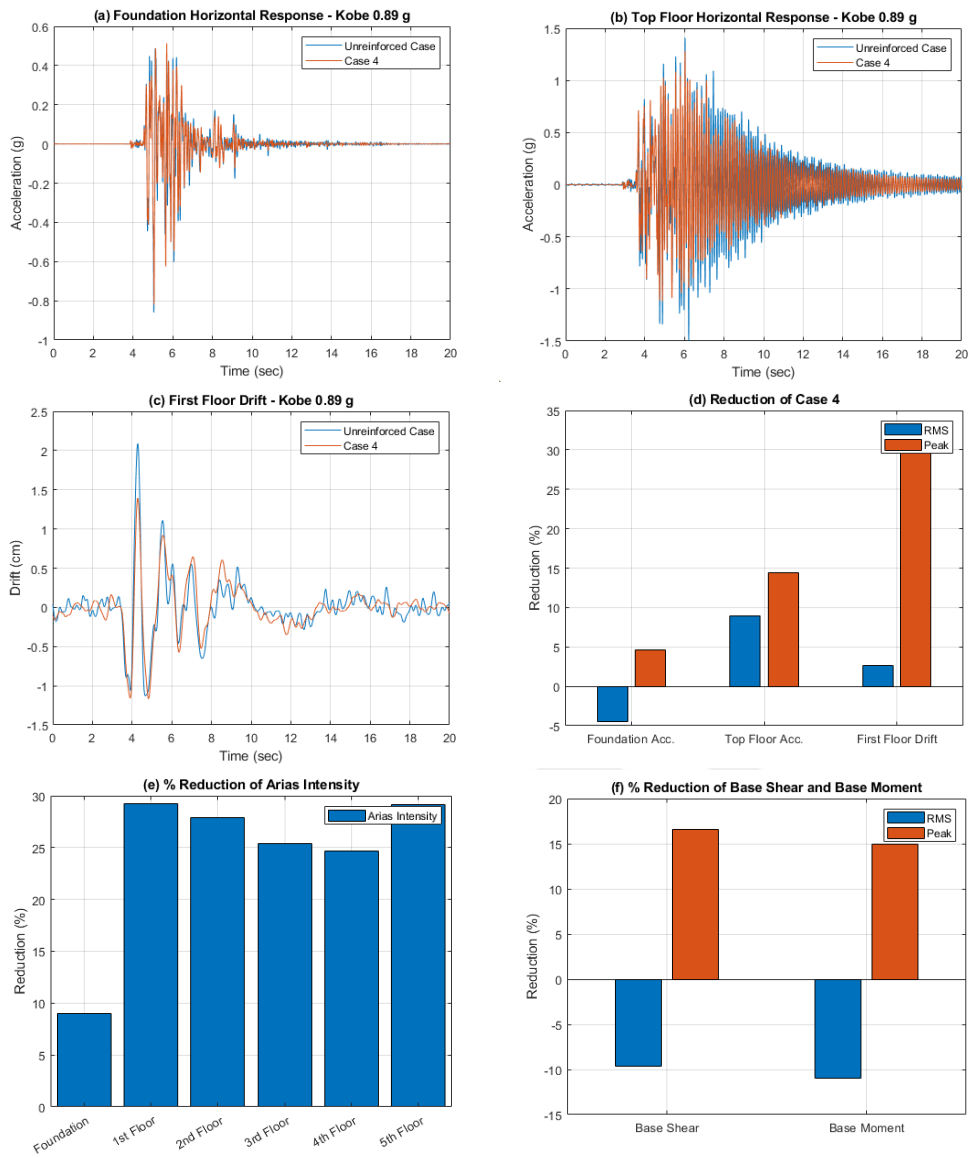 (a) Foundation Horizontal Response - Kobe 0.89 g
Unreinforced Case
Case 4
Acceleration (g)
0.6
0.4
0.2
0
-0.2
-0.4
-0.6
-0.8
-1
0 2 4 6 8 10 12 14 16 18 20
Time (sec)
(b) Top Floor Horizontal Response - Kobe 0.89 g
Unreinforced Case
Case 4
Acceleration (g)
1.5
1
0.5
0
-0.5
-1
-1.5
0 2 4 6 8 10 12 14 16 18 20
Time (sec)
(c) First Floor Drift - Kobe 0.89 g
Unreinforced Case
Case 4
Drift (cm)
2.5
2
1.5
1
0.5
0
-0.5
-1
-1.5
0 2 4 6 8 10 12 14 16 18 20
Time (sec)
(d) Reduction of Case 4
RMS
Peak
Reduction (%)
35
30
25
20
15
10
5
0
-5
Foundation Acc. Top Floor Acc. First Floor Drift
(e) % Reduction of Arias Intensity
Arias Intensity
Reduction (%)
30
25
20
15
10
5
0
Foundation 1st Floor 2nd Floor 3rd Floor 4th Floor 5th Floor
(f) % Reduction of Base Shear and Base Moment
RMS
Peak
Reduction (%)
20
15
10
5
0
-5
-10
-15
Base Shear Base Moment